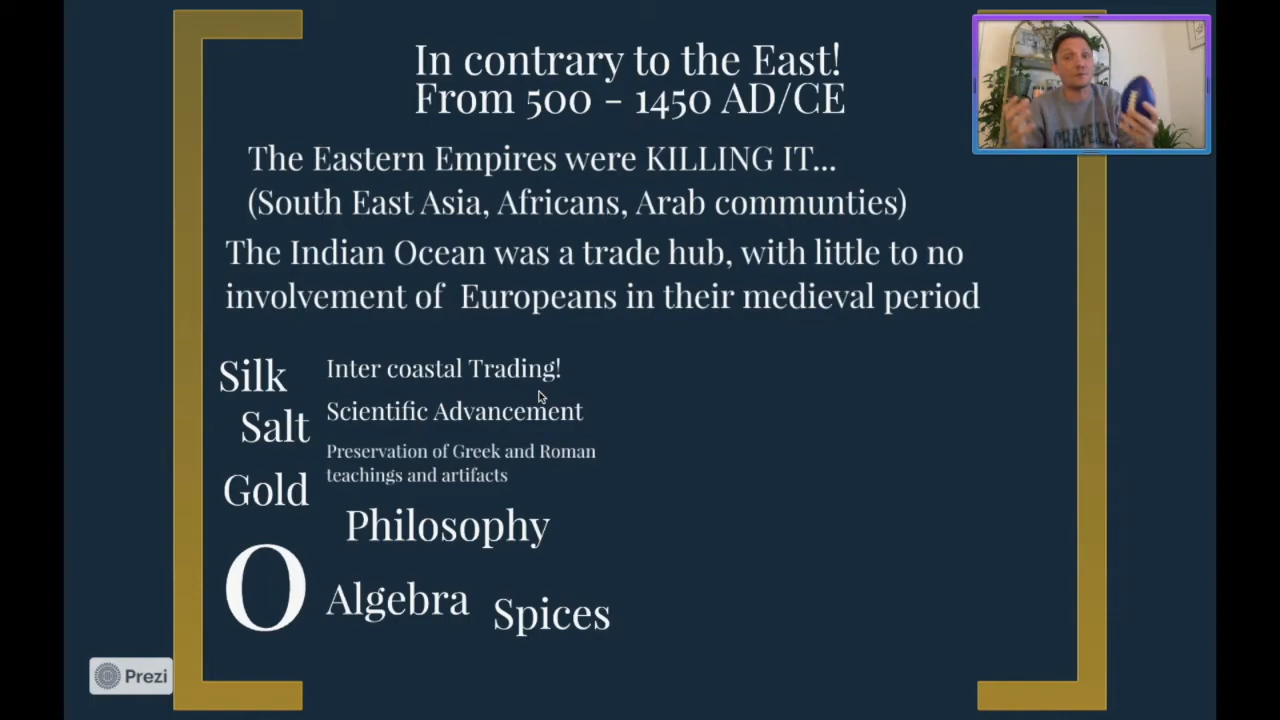 In contrary to the East!
From 500 - 1450 AD/CE
The Eastern Empires were KILLING IT...
(South East Asia, Africans, Arab communties)
The Indian Ocean was a trade hub, with little to no
involvement of Europeans in their medieval period
Silk
Inter coastal Trading!
Salt
Scientific Advancement
Preservation of Greek and Roman
teachings and artifacts
Gold
Philosophy
O
Algebra
Spices
Prezi